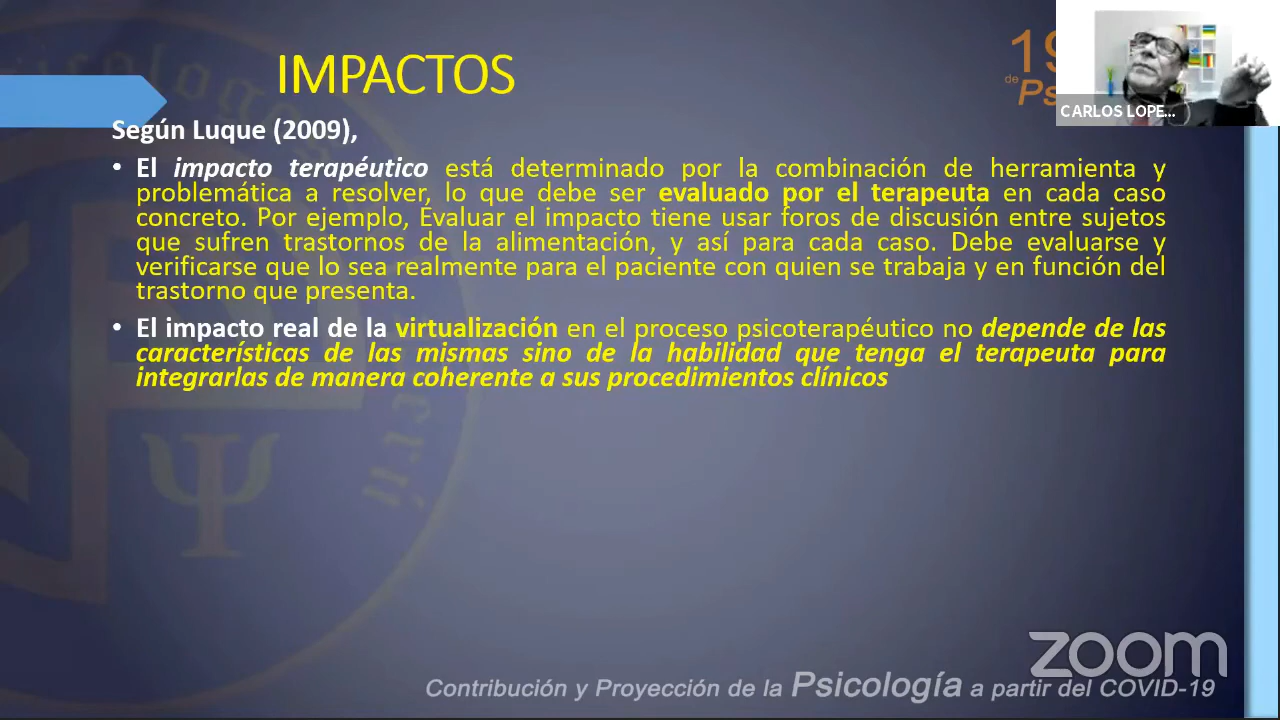 IMPACTOS
19
de
Ps
CARLOS LOPE...
Según Luque (2009),
• El impacto terapéutico está determinado por la combinación de herramienta y
problemática a resolver, lo que debe ser evaluado por el terapeuta en cada caso
concreto. Por ejemplo, Evaluar el impacto tiene usar foros de discusión entre sujetos
que sufren trastornos de la alimentación, y así para cada caso. Debe evaluarse y
verificarse que lo sea realmente para el paciente con quien se trabaja y en función del
trastorno que presenta.
• El impacto real de la virtualización en el proceso psicoterapéutico no depende de las
características de las mismas sino de la habilidad que tenga el terapeuta para
integrarlas de manera coherente a sus procedimientos clínicos
Ψ
zoom
Contribución y Proyección de la Psicología a partir del COVID-19